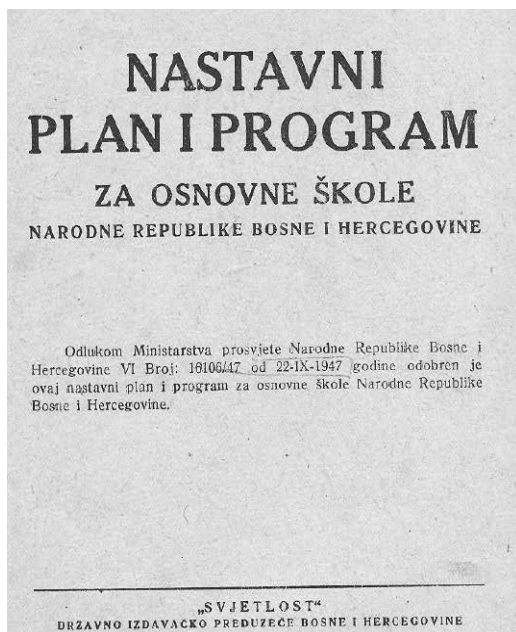 NASTAVNI
PLAN I PROGRAM
ZA OSNOVNE ŠKOLE
NARODNE REPUBLIKE BOSNE I HERCEGOVINE
Odlukom Ministarstva prosvjete Narodne Republike Bosne i
Hercegovine VI Broj: 16106/47 od 22-IX-1947 godine odobren je
ovaj nastavni plan i program za osnovne škole Narodne Republike
Bosne i Hercegovine.
„SVJETLOST“
DRŽAVNO IZDAVAČKO PREDUZEĆE BOSNE I HERCEGOVINE